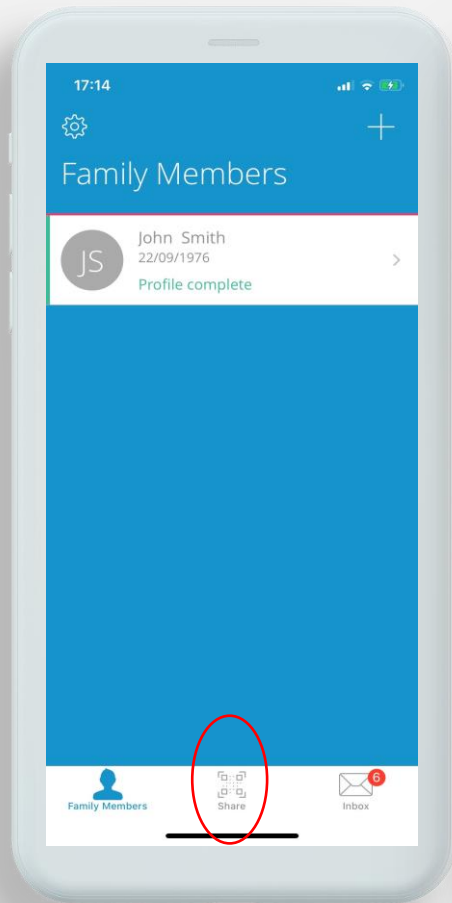 17:14
Family Members
JS
John Smith
22/09/1976
Profile complete
6
Family Members
Share
Inbox